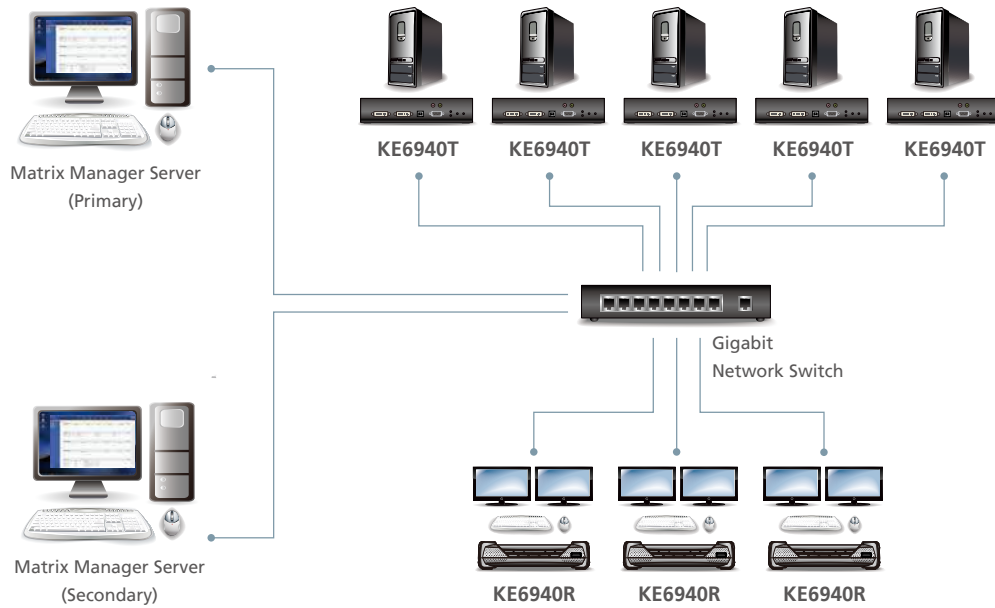 KE6940T
KE6940T
KE6940T
KE6940T
KE6940T
Matrix Manager Server
(Primary)
Gigabit
Network Switch
Matrix Manager Server
(Secondary)
KE6940R
KE6940R
KE6940R